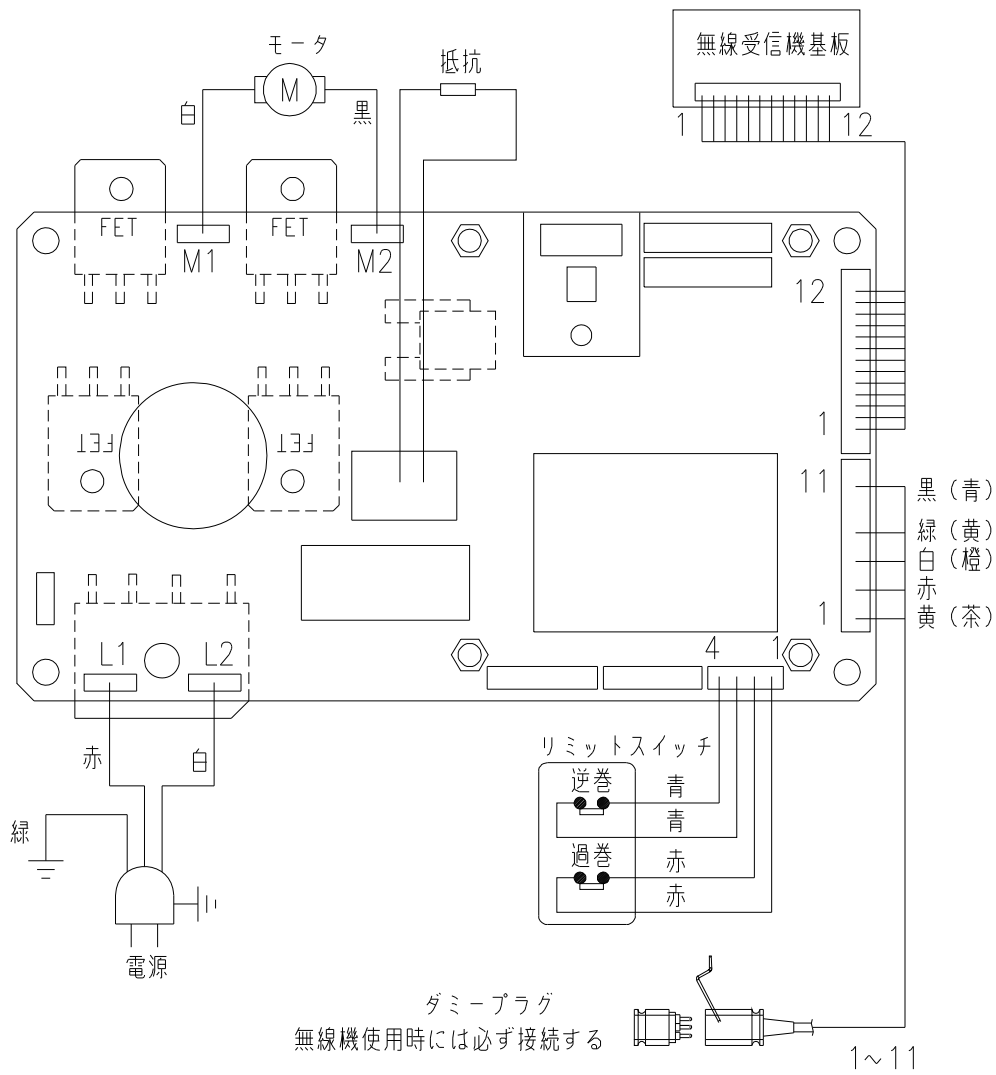 モータ
M
白
黒
抵抗
無線受信機基板
1
12
FET
M1
FET
M2
12
1
FET
FET
11
1
黒（青）
緑（黄）
白（橙）
赤
黄（茶）
L1
L2
4
1
赤
白
緑
電源
リミットスイッチ
逆巻
青
青
過巻
赤
赤
ダミープラグ
無線機使用時には必ず接続する
1～11